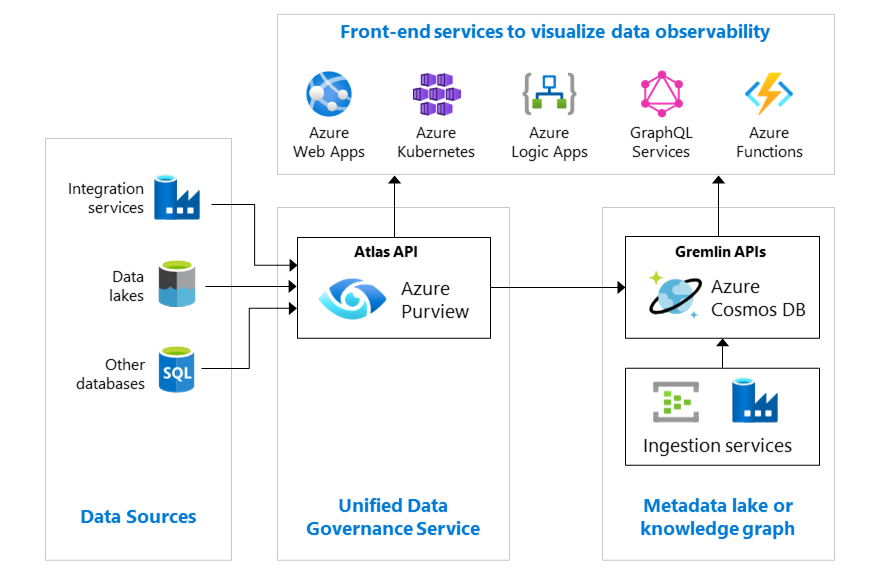 Front-end services to visualize data observability
Azure
Web Apps
Azure
Kubernetes
Azure
Logic Apps
GraphQL
Services
Azure
Functions
Integration
services
Data
lakes
Other
databases
SQL
Data Sources
Atlas API
Azure
Purview
Unified Data
Governance Service
Gremlin APIs
Azure
Cosmos DB
Ingestion services
Metadata lake or
knowledge graph